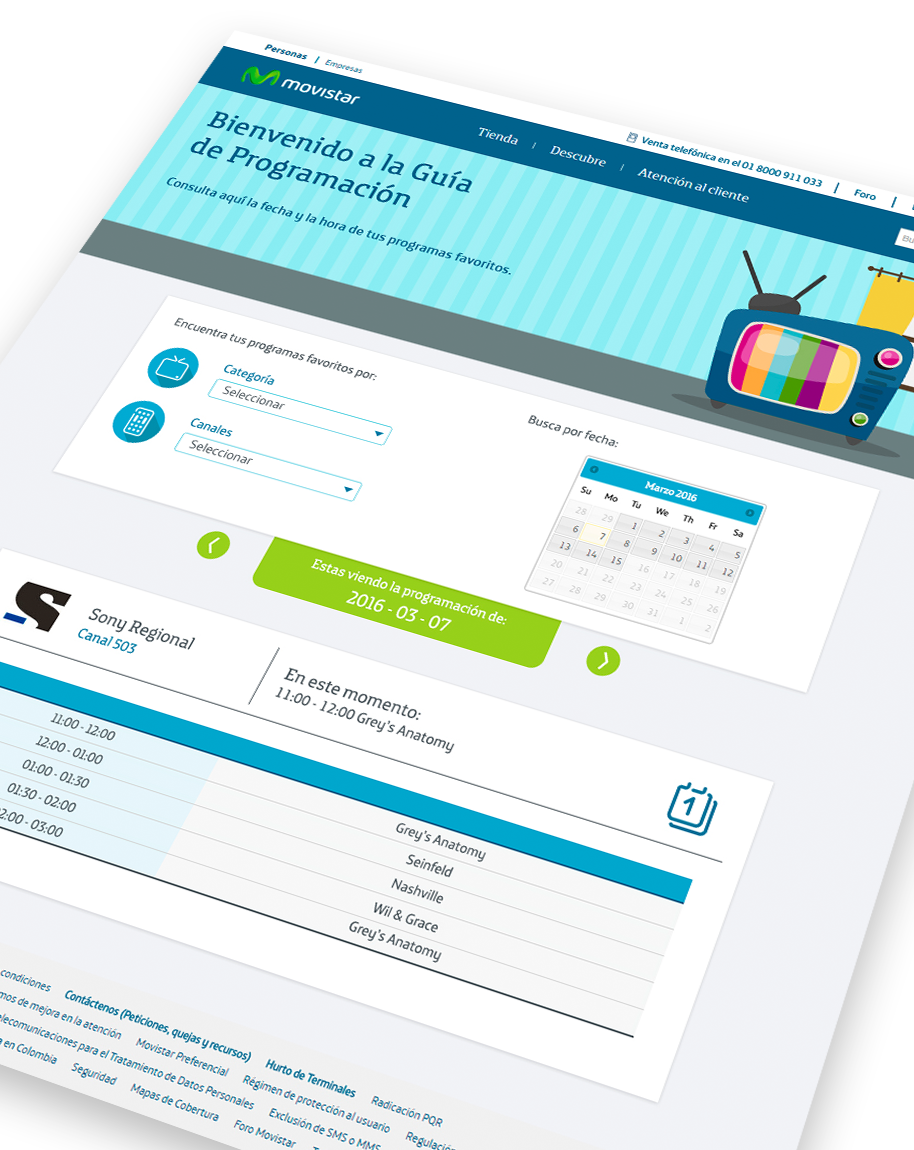 Personas | Empresas
Venta telefónica en el 01 8000 911 033 | Foro |
movistar
Tienda | Descubre | Atención al cliente
Bienvenido a la Guía
de Programación
Consulta aquí la fecha y la hora de tus programas favoritos.
Encuentra tus programas favoritos por:
Categoría
Seleccionar
Canales
Seleccionar
Busca por fecha:
Marzo 2016
Su Mo Tu We Th Fr Sa
28 29 1 2 3 4 5
6 7 8 9 10 11 12
13 14 15 16 17 18 19
20 21 22 23 24 25 26
27 28 29 30 31 1 2
Estas viendo la programación de:
2016 - 03 - 07
S
Sony Regional
Canal 503
En este momento:
11:00 - 12:00 Grey's Anatomy
1
11:00 - 12:00 Grey's Anatomy
12:00 - 01:00 Seinfeld
01:00 - 01:30 Nashville
01:30 - 02:00 Wil & Grace
2:00 - 03:00 Grey's Anatomy
condiciones Contáctenos (Peticiones, quejas y recursos) Hurto de Terminales Radicación PQR
de mejora en la atención Movistar Preferencial Régimen de protección al usuario
para el Tratamiento de Datos Personales Exclusión de SMS o MMS
en Colombia Seguridad Mapas de Cobertura Foro Movistar